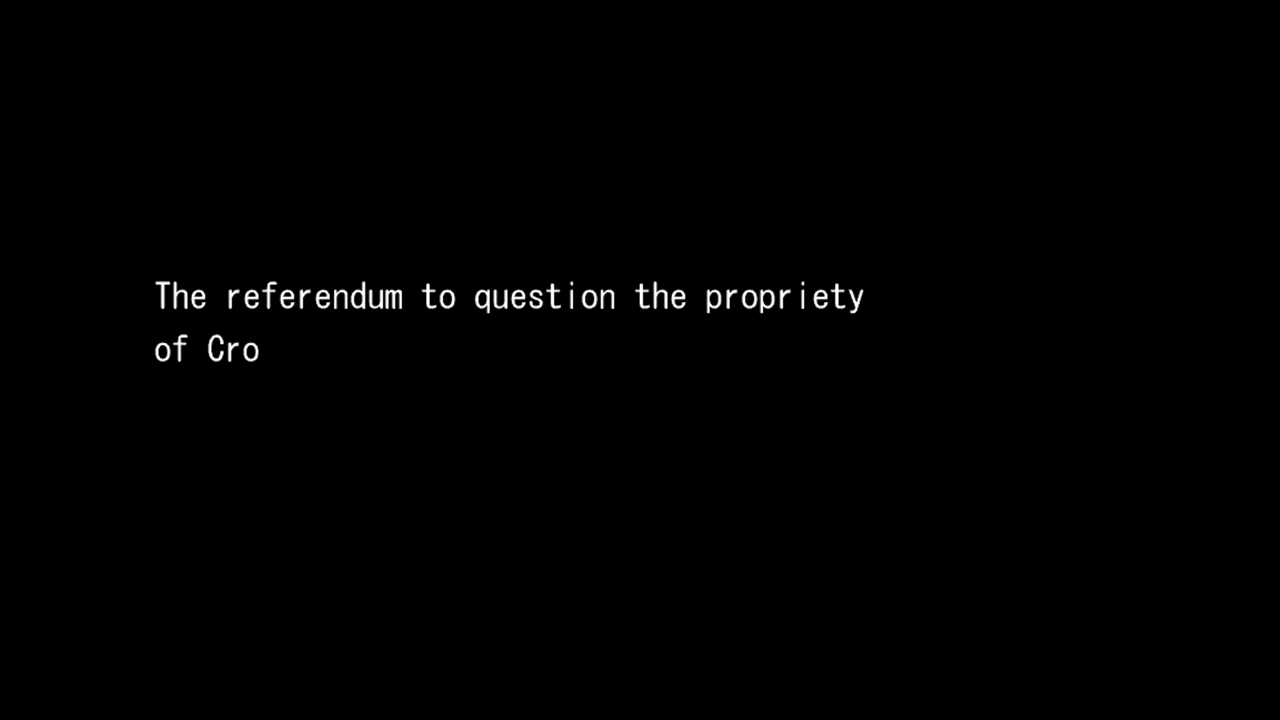 The referendum to question the propriety
of Cro